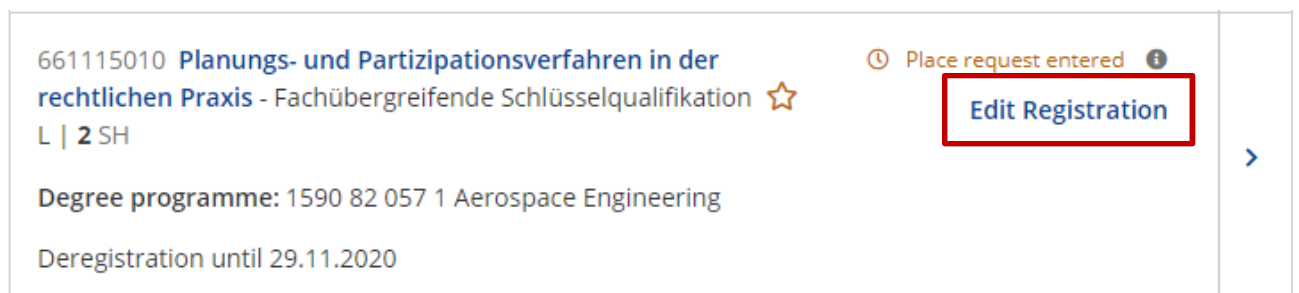 661115010 Planungs- und Partizipationsverfahren in der
rechtlichen Praxis - Fachübergreifende Schlüsselqualifikation
L | 2 SH
Place request entered
Edit Registration
Degree programme: 1590 82 057 1 Aerospace Engineering
Deregistration until 29.11.2020